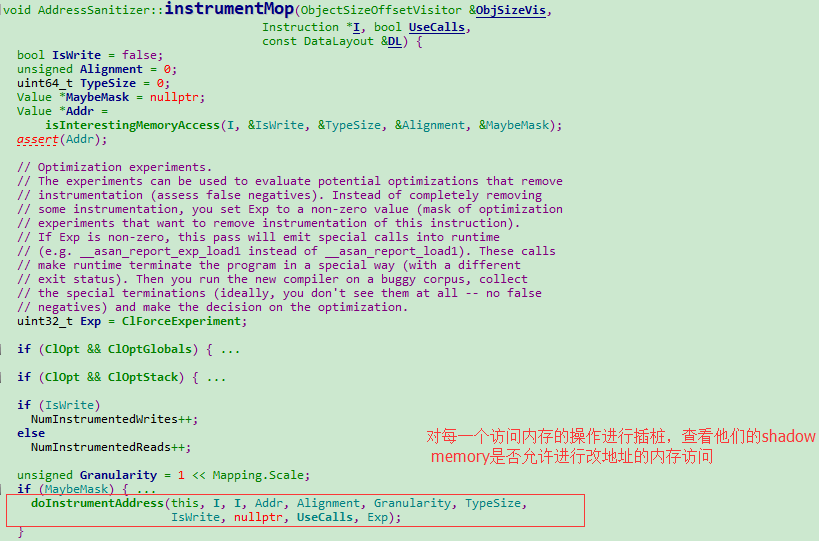 void AddressSanitizer::instrumentMop(ObjectSizeOffsetVisitor &ObjSizeVis,
Instruction *I, bool UseCalls,
const DataLayout &DL) {
bool IsWrite = false;
unsigned Alignment = 0;
uint64_t TypeSize = 0;
Value *MaybeMask = nullptr;
Value *Addr =
isInterestingMemoryAccess(I, &IsWrite, &TypeSize, &Alignment, &MaybeMask);
assert(Addr);
// Optimization experiments.
// The experiments can be used to evaluate potential optimizations that remove
// instrumentation (assess false negatives). Instead of completely removing
// some instrumentation, you set Exp to a non-zero value (mask of optimization
// experiments that want to remove instrumentation of this instruction).
// If Exp is non-zero, this pass will emit special calls into runtime
// (e.g. __asan_report_exp_load1 instead of __asan_report_load1). These calls
// make runtime terminate the program in a special way (with a different
// exit status). Then you run the new compiler on a buggy corpus, collect
// the special terminations (ideally, you don't see them at all -- no false
// negatives) and make the decision on the optimization.
uint32_t Exp = ClForceExperiment;
if (ClOpt && ClOptGlobals) { ...
if (ClOpt && ClOptStack) { ...
if (IsWrite)
NumInstrumentedWrites++;
else
NumInstrumentedReads++;
对每一个访问内存的操作进行插桩，查看他们的shadow
memory是否允许进行改地址的内存访问
unsigned Granularity = 1 << Mapping.Scale;
if (MaybeMask) { ...
doInstrumentAddress(this, I, I, Addr, Alignment, Granularity, TypeSize,
IsWrite, nullptr, UseCalls, Exp);
}